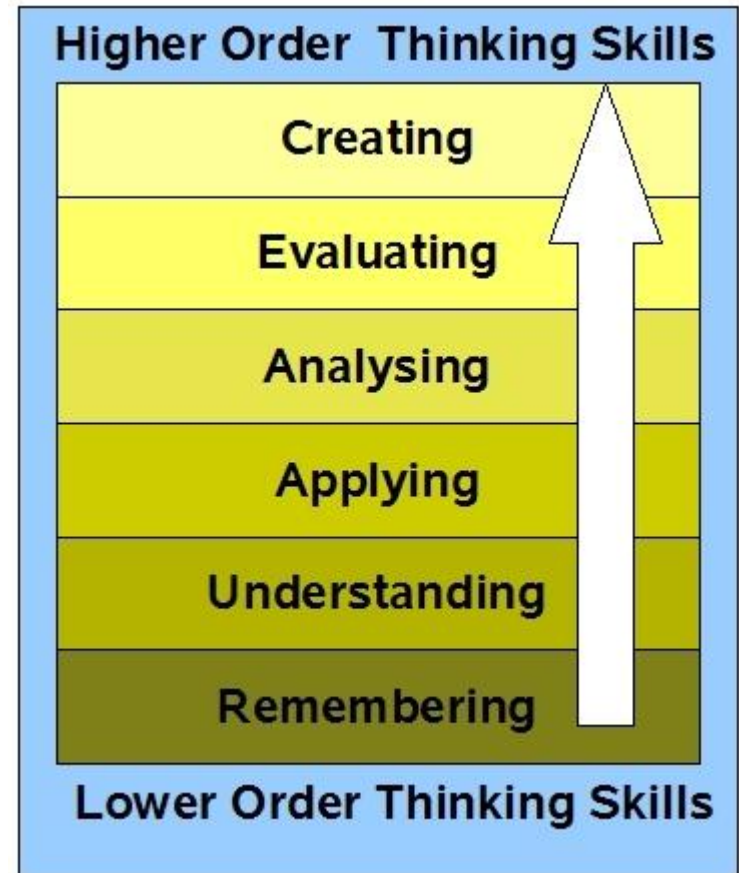 Higher Order Thinking Skills
Creating
Evaluating
Analysing
Applying
Understanding
Remembering
Lower Order Thinking Skills